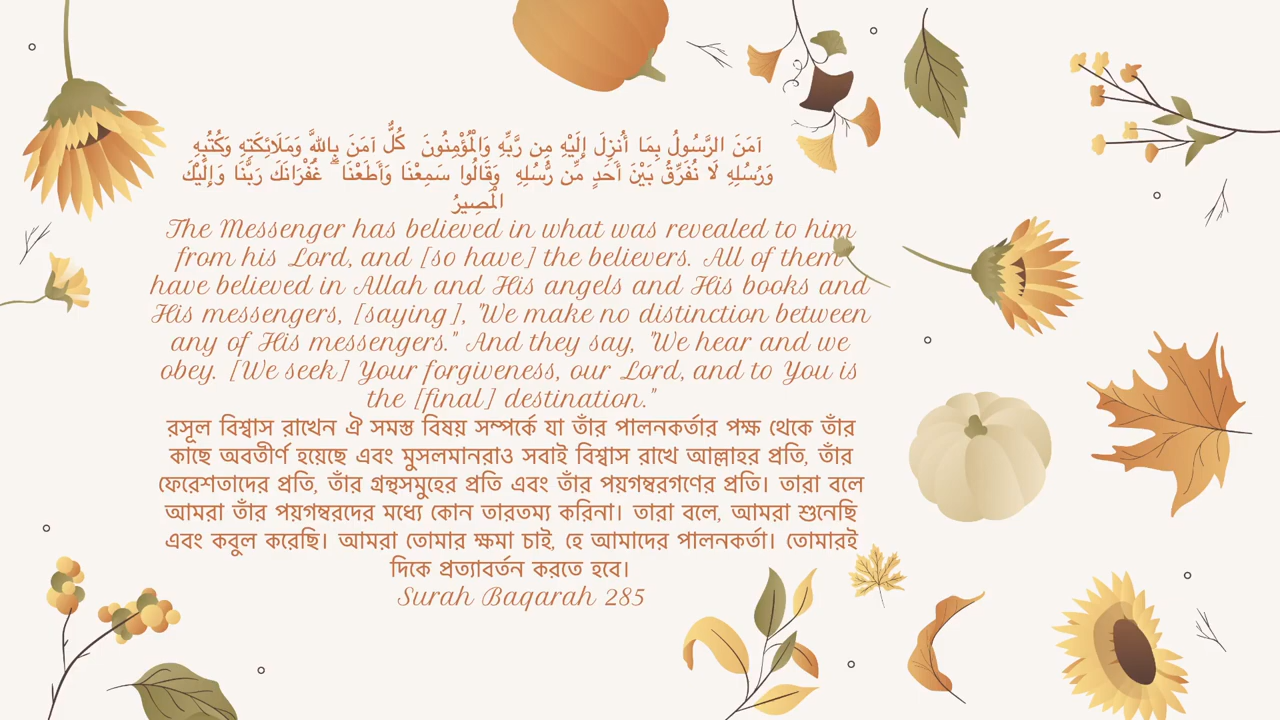 آمَنَ الرَّسُولُ بِمَا أُنزِلَ إِلَيْهِ مِن رَّبِّهِ وَالْمُؤْمِنُونَ ۚ كُلٌّ آمَنَ بِاللَّهِ وَمَلَائِكَتِهِ وَكُتُبِهِ
وَرُسُلِهِ لَا نُفَرِّقُ بَيْنَ أَحَدٍ مِّن رُّسُلِهِ ۚ وَقَالُوا سَمِعْنَا وَأَطَعْنَا ۖ غُفْرَانَكَ رَبَّنَا وَإِلَيْكَ
الْمَصِيرُ
The Messenger has believed in what was revealed to him
from his Lord, and [so have] the believers. All of them
have believed in Allah and His angels and His books and
His messengers, [saying], "We make no distinction between
any of His messengers." And they say, "We hear and we
obey. [We seek] Your forgiveness, our Lord, and to You is
the [final] destination."
রসূল বিশ্বাস রাখেন ঐ সমস্ত বিষয় সম্পর্কে যা তাঁর পালনকর্তার পক্ষ থেকে তাঁর
কাছে অবতীর্ণ হয়েছে এবং মুসলমানরাও সবাই বিশ্বাস রাখে আল্লাহর প্রতি, তাঁর
ফেরেশতাদের প্রতি, তাঁর গ্রন্থসমুহের প্রতি এবং তাঁর পয়গম্বরগণের প্রতি। তারা বলে
আমরা তাঁর পয়গম্বরদের মধ্যে কোন তারতম্য করিনা। তারা বলে, আমরা শুনেছি
এবং কবুল করেছি। আমরা তোমার ক্ষমা চাই, হে আমাদের পালনকর্তা। তোমারই
দিকে প্রত্যাবর্তন করতে হবে।
Surah Baqarah 285